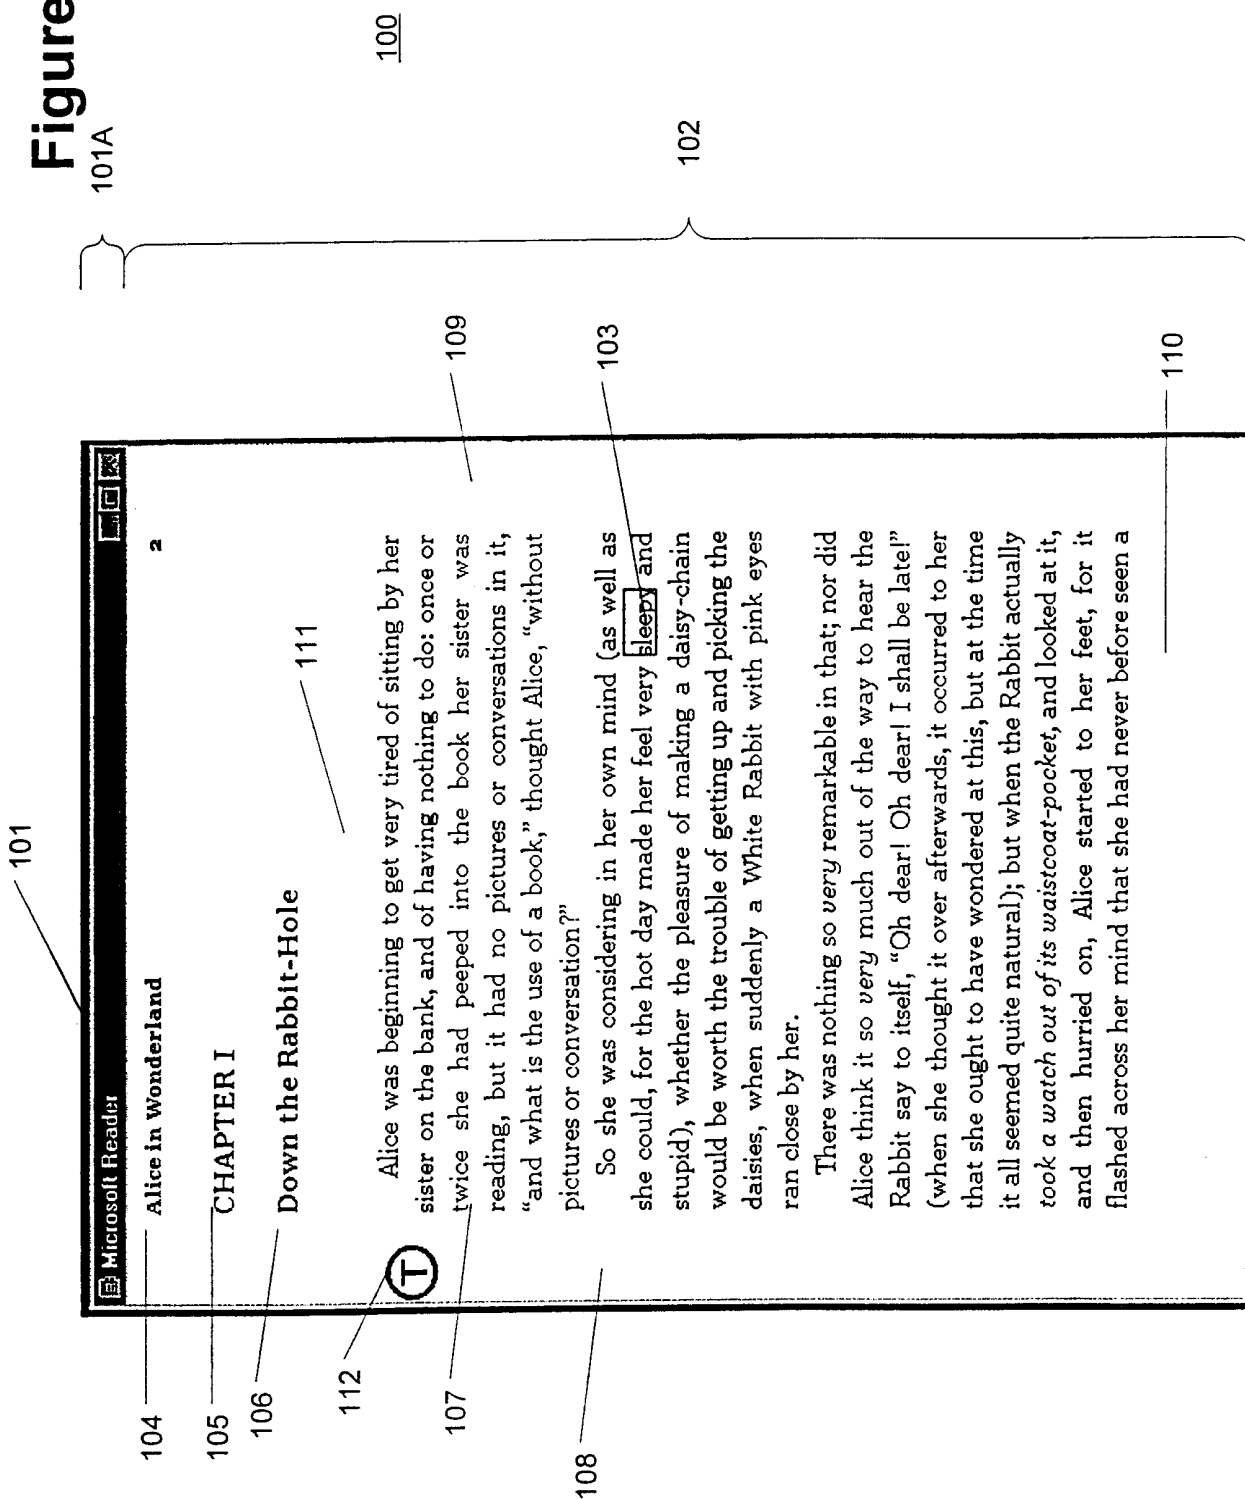 Figure
100
101
101A
102
Microsoft Reader
104
Alice in Wonderland
2
105
CHAPTER I
106
Down the Rabbit-Hole
111
112
T
109
107
103
108
110
Alice was beginning to get very tired of sitting by her
sister on the bank, and of having nothing to do: once or
twice she had peeped into the book her sister was
reading, but it had no pictures or conversations in it,
“and what is the use of a book,” thought Alice, “without
pictures or conversation?”
So she was considering in her own mind (as well as
she could, for the hot day made her feel very sleepy and
stupid), whether the pleasure of making a daisy-chain
would be worth the trouble of getting up and picking the
daisies, when suddenly a White Rabbit with pink eyes
ran close by her.
There was nothing so very remarkable in that; nor did
Alice think it so very much out of the way to hear the
Rabbit say to itself, “Oh dear! Oh dear! I shall be late!”
(when she thought it over afterwards, it occurred to her
that she ought to have wondered at this, but at the time
it all seemed quite natural); but when the Rabbit actually
took a watch out of its waistcoat-pocket, and looked at it,
and then hurried on, Alice started to her feet, for it
flashed across her mind that she had never before seen a